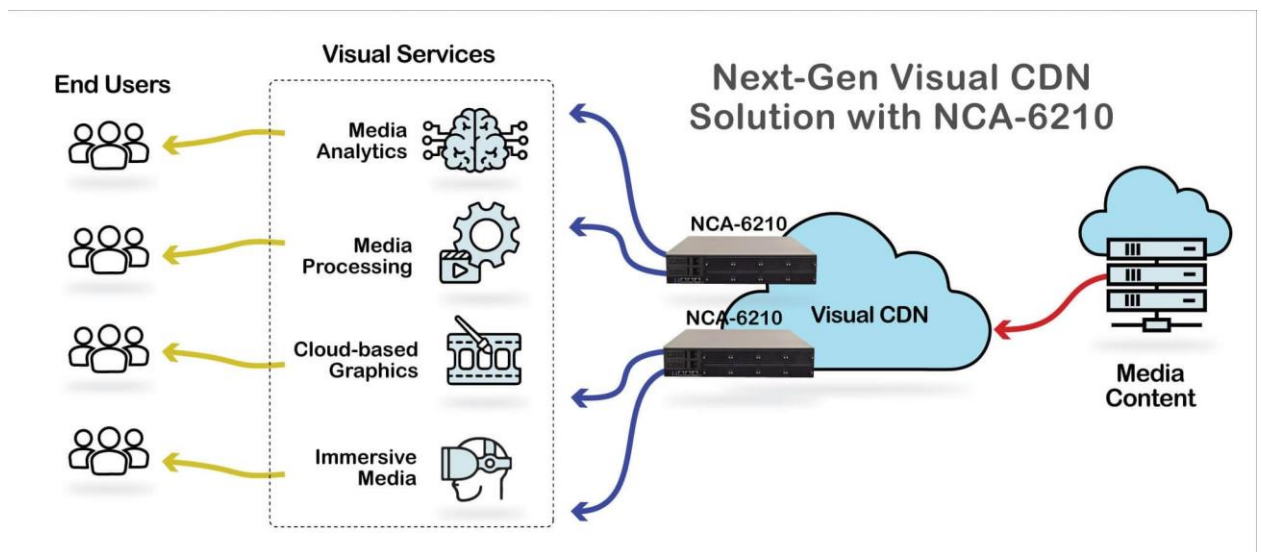 Next-Gen Visual CDN
Solution with NCA-6210
End Users
Visual Services
Media
Analytics
Media
Processing
Cloud-based
Graphics
Immersive
Media
NCA-6210
NCA-6210
Visual CDN
Media
Content